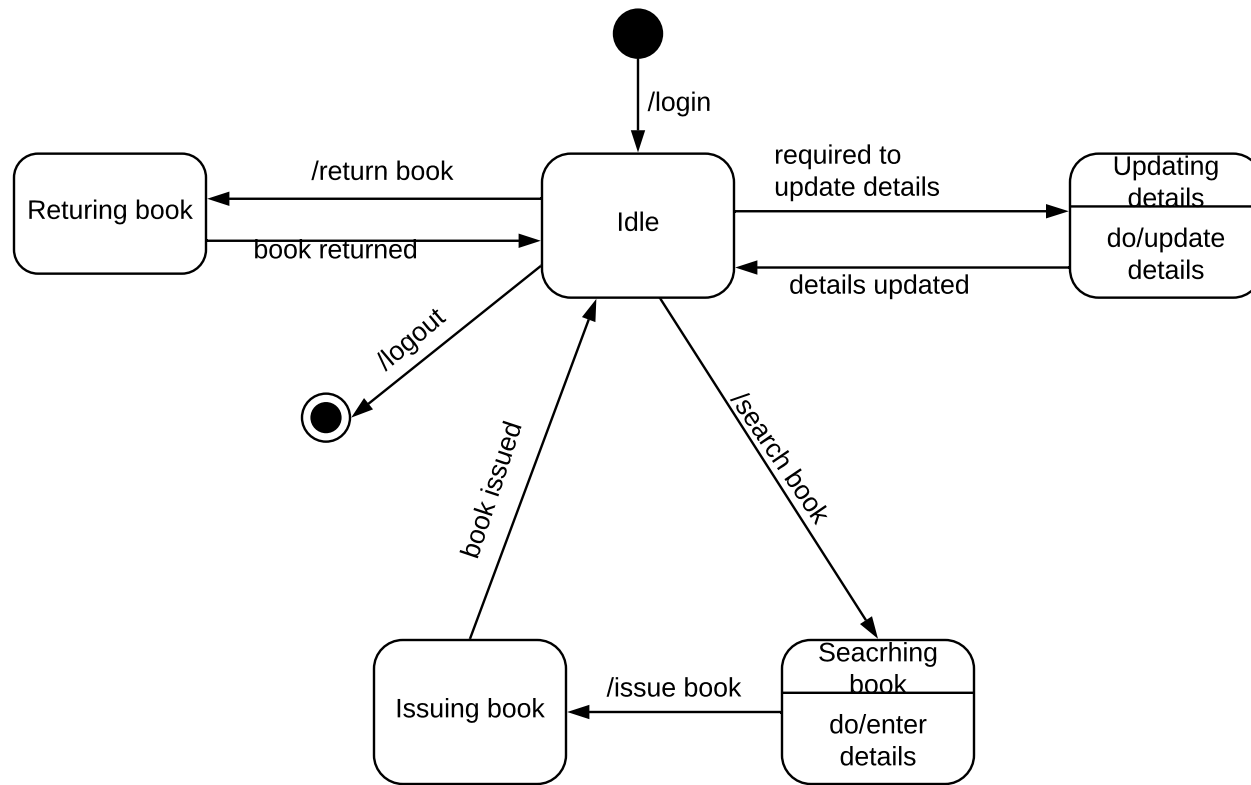 /login
/return book
required to
update details
Updating
details
Returing book
Idle
do/update
details
book returned
details updated
/logout
/search book
book issued
Seacrhing
book
/issue book
Issuing book
do/enter
details